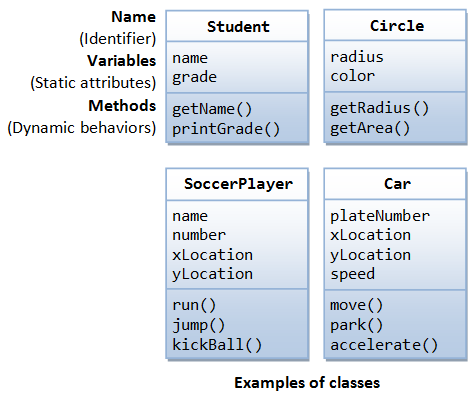 Name
(Identifier)
Variables
(Static attributes)
Methods
(Dynamic behaviors)
Student
name
grade
getName()
printGrade()
Circle
radius
color
getRadius()
getArea()
SoccerPlayer
name
number
xLocation
yLocation
run()
jump()
kickBall()
Car
plateNumber
xLocation
yLocation
speed
move()
park()
accelerate()
Examples of classes